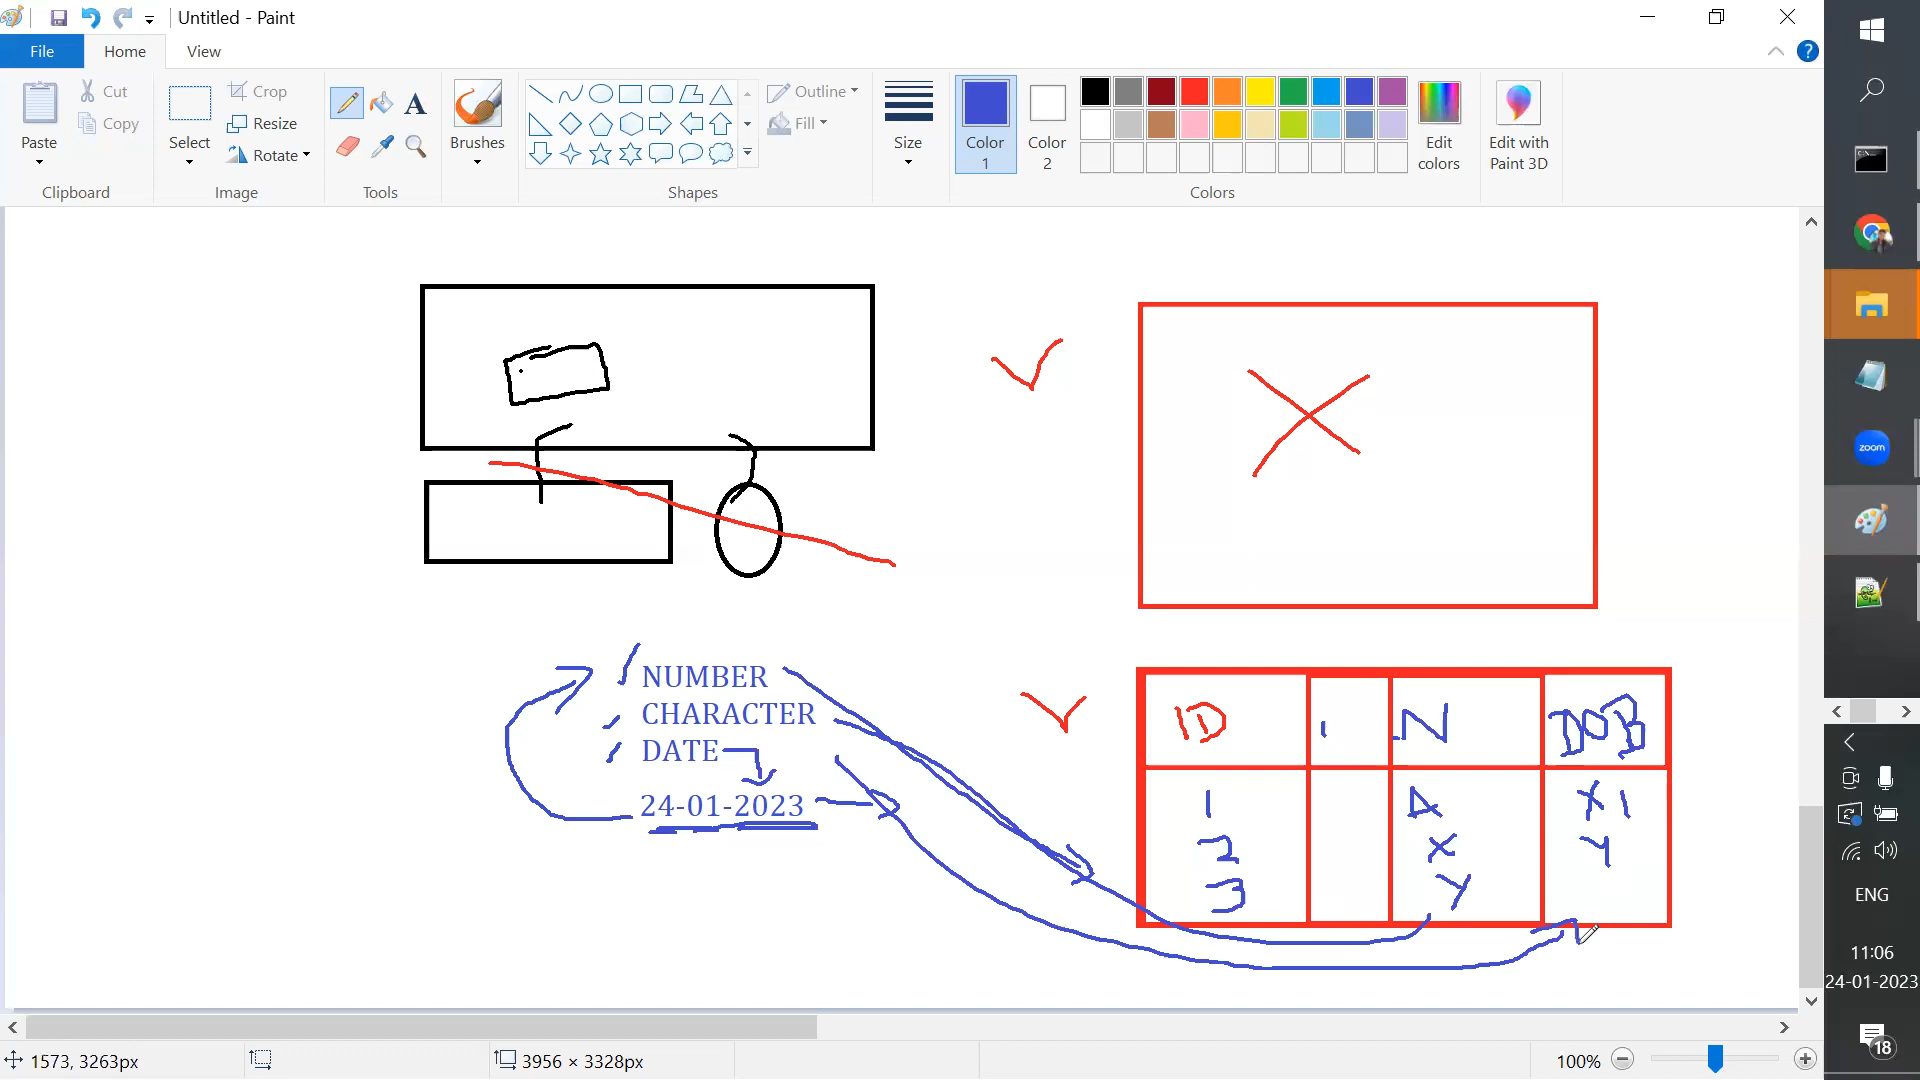 Untitled - Paint
File Home View
Paste
Cut
Copy
Clipboard
Select
Crop
Resize
Rotate
Image
A
Tools
Brushes
Shapes
Outline
Fill
Size
Color 1
Color 2
Colors
Edit colors
Edit with Paint 3D
NUMBER
CHARACTER
DATE
24-01-2023
ID N DOB
1 A X1
2 X Y
3 Y
zoom
ENG
11:06
24-01-2023
18
1573, 3263px
3956 × 3328px
100%